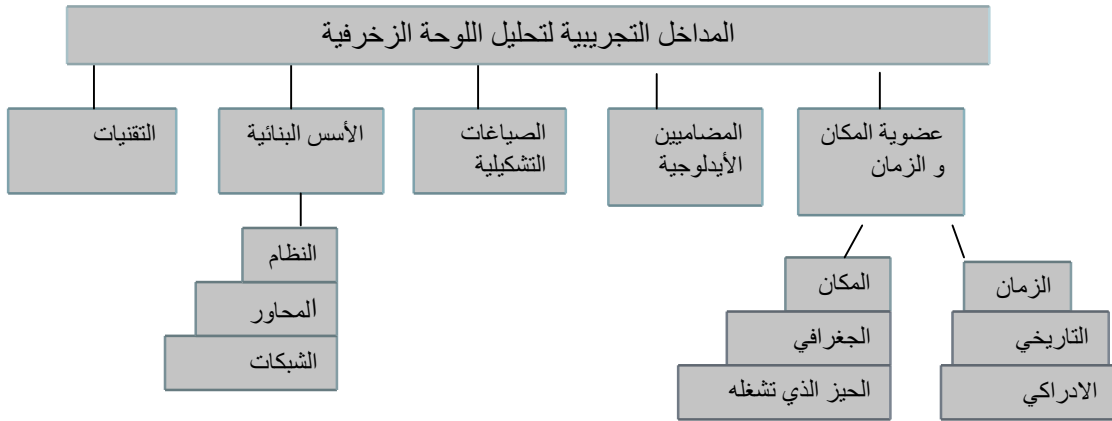 المداخل التجريبية لتحليل اللوحة الزخرفية
عضوية المكان
و الزمان
المضاميين
الأيدلوجية
الصياغات
التشكيلية
الأسس البنائية
التقنيات
الزمان
التاريخي
الادراكي
المكان
الجغرافي
الحيز الذي تشغله
النظام
المحاور
الشبكات